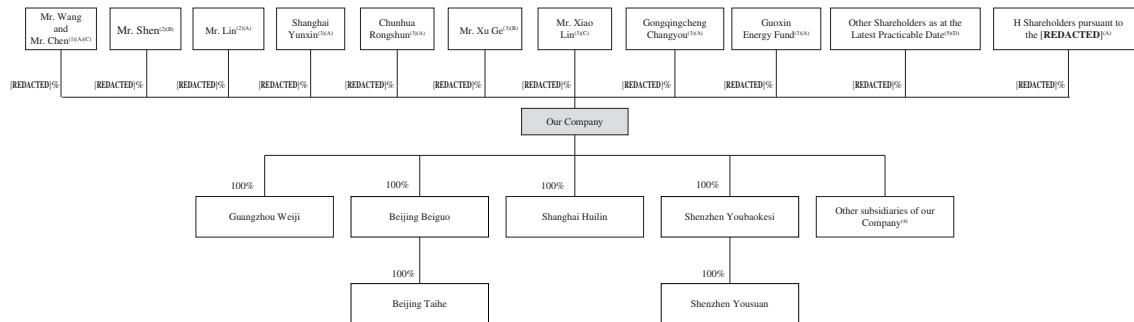 Mr. Wang
and
Mr. Chen(1)(A)(C)
Mr. Shen(2)(B)
Mr. Lin(2)(A)
Shanghai
Yunxin(3)(A)
Chunhua
Rongshun(3)(A)
Mr. Xu Ge(3)(B)
Mr. Xiao
Lin(3)(C)
Gongqingcheng
Changyou(3)(A)
Guoxin
Energy Fund(3)(A)
Other Shareholders as at the
Latest Practicable Date(5)(D)
H Shareholders pursuant to
the [REDACTED](A)
[REDACTED]%
[REDACTED]%
[REDACTED]%
[REDACTED]%
[REDACTED]%
[REDACTED]%
[REDACTED]%
[REDACTED]%
[REDACTED]%
[REDACTED]%
[REDACTED]%
Our Company
100%
100%
100%
100%
Guangzhou Weiji
Beijing Beiguo
Shanghai Huilin
Shenzhen Youbaokesi
Other subsidiaries of our
Company(4)
100%
100%
Beijing Taihe
Shenzhen Yousuan